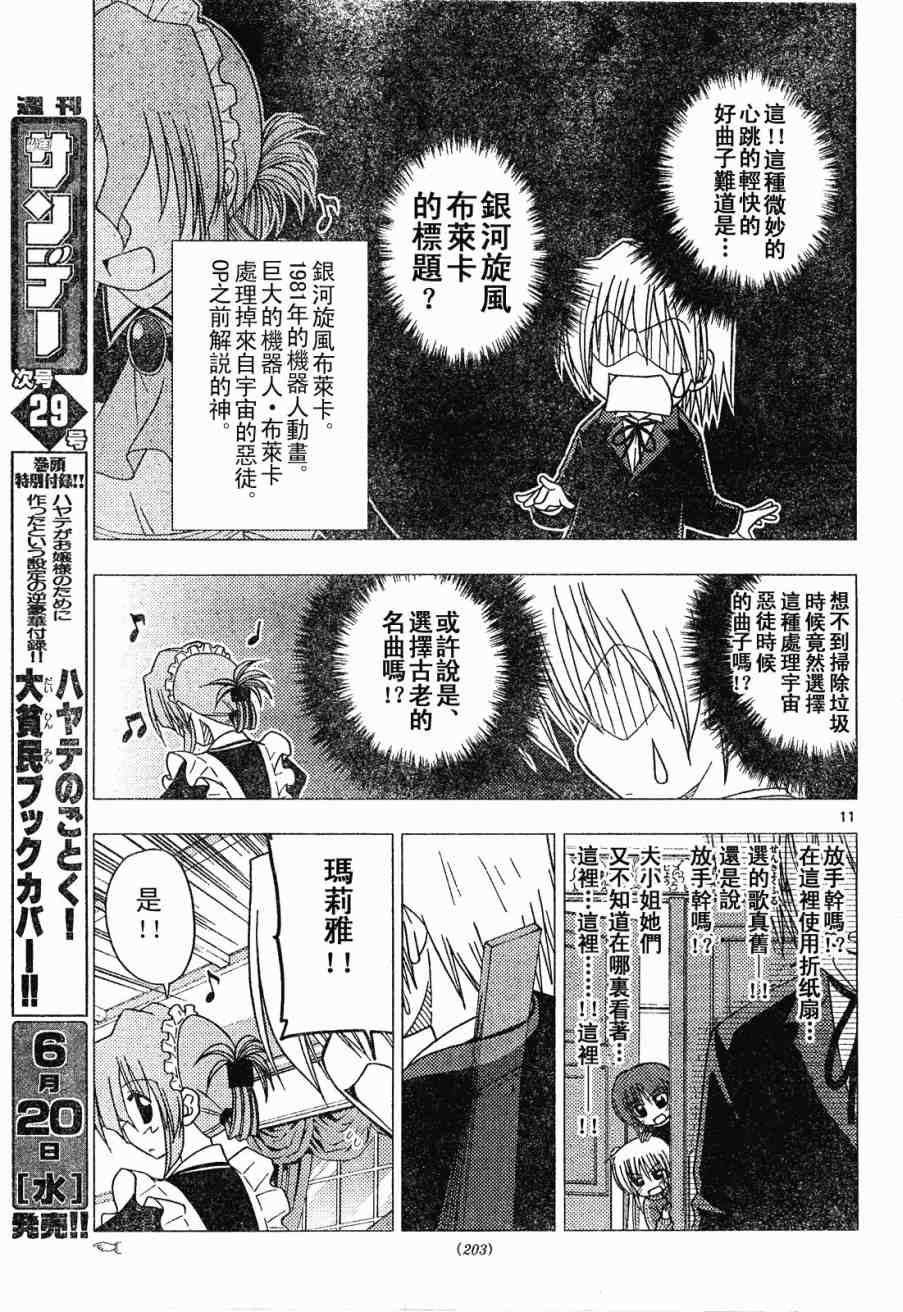 這!!這種微妙的
心跳的輕快的
好曲子難道是…
銀河旋風
布萊卡
的標題?
銀河旋風布萊卡。
1981年的機器人動畫。
巨大的機器人・布萊卡
處理掉來自宇宙的惡徒。
OP之前解說的神。
想不到掃除垃圾
時候竟然選擇
這種處理宇宙
惡徒時候
的曲子嗎!?
或許說是、
選擇古老的
名曲嗎!?
11
放手幹嗎!?
在這裡使用折纸扇…
選的歌真舊──!!
還是說
放手幹嗎!?
大小姐她們
又不知道在哪裏看著…
這裡…這裡……!!這裡──!!
瑪莉雅!!
是!!
(203)
週刊
少年
サンデー
次号
29
号
巻頭
特別付録!!
ハヤテがお嬢様のために
作ったという設定の逆豪華付録!!
ハヤテのごとく!
大貧民ブックカバー!!
だい ひん みん
6
月
20
日
[水]
発売!!